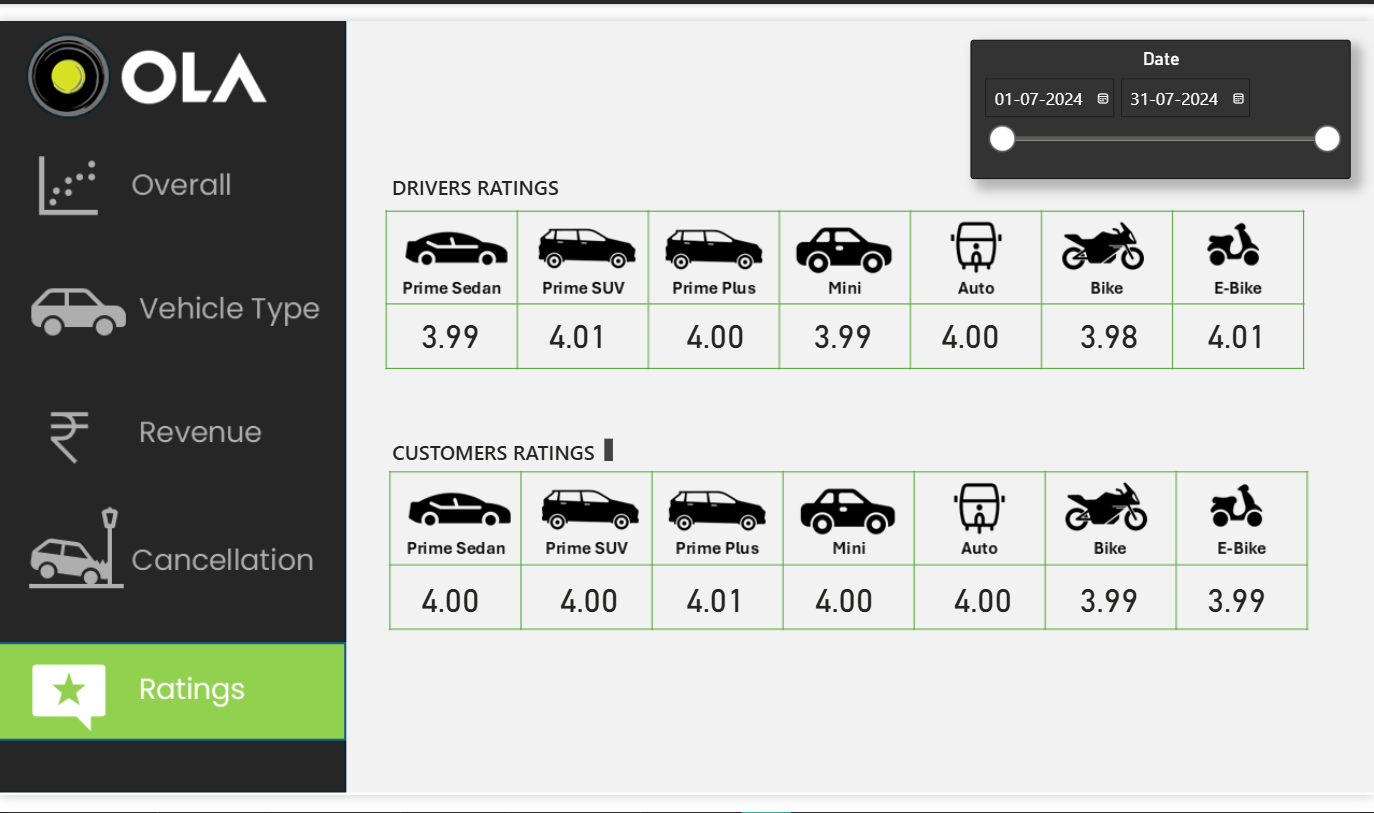 OLA
Date
01-07-2024 31-07-2024
Overall
Vehicle Type
Revenue
Cancellation
Ratings
DRIVERS RATINGS
Prime Sedan Prime SUV Prime Plus Mini Auto Bike E-Bike
3.99 4.01 4.00 3.99 4.00 3.98 4.01
CUSTOMERS RATINGS
Prime Sedan Prime SUV Prime Plus Mini Auto Bike E-Bike
4.00 4.00 4.01 4.00 4.00 3.99 3.99